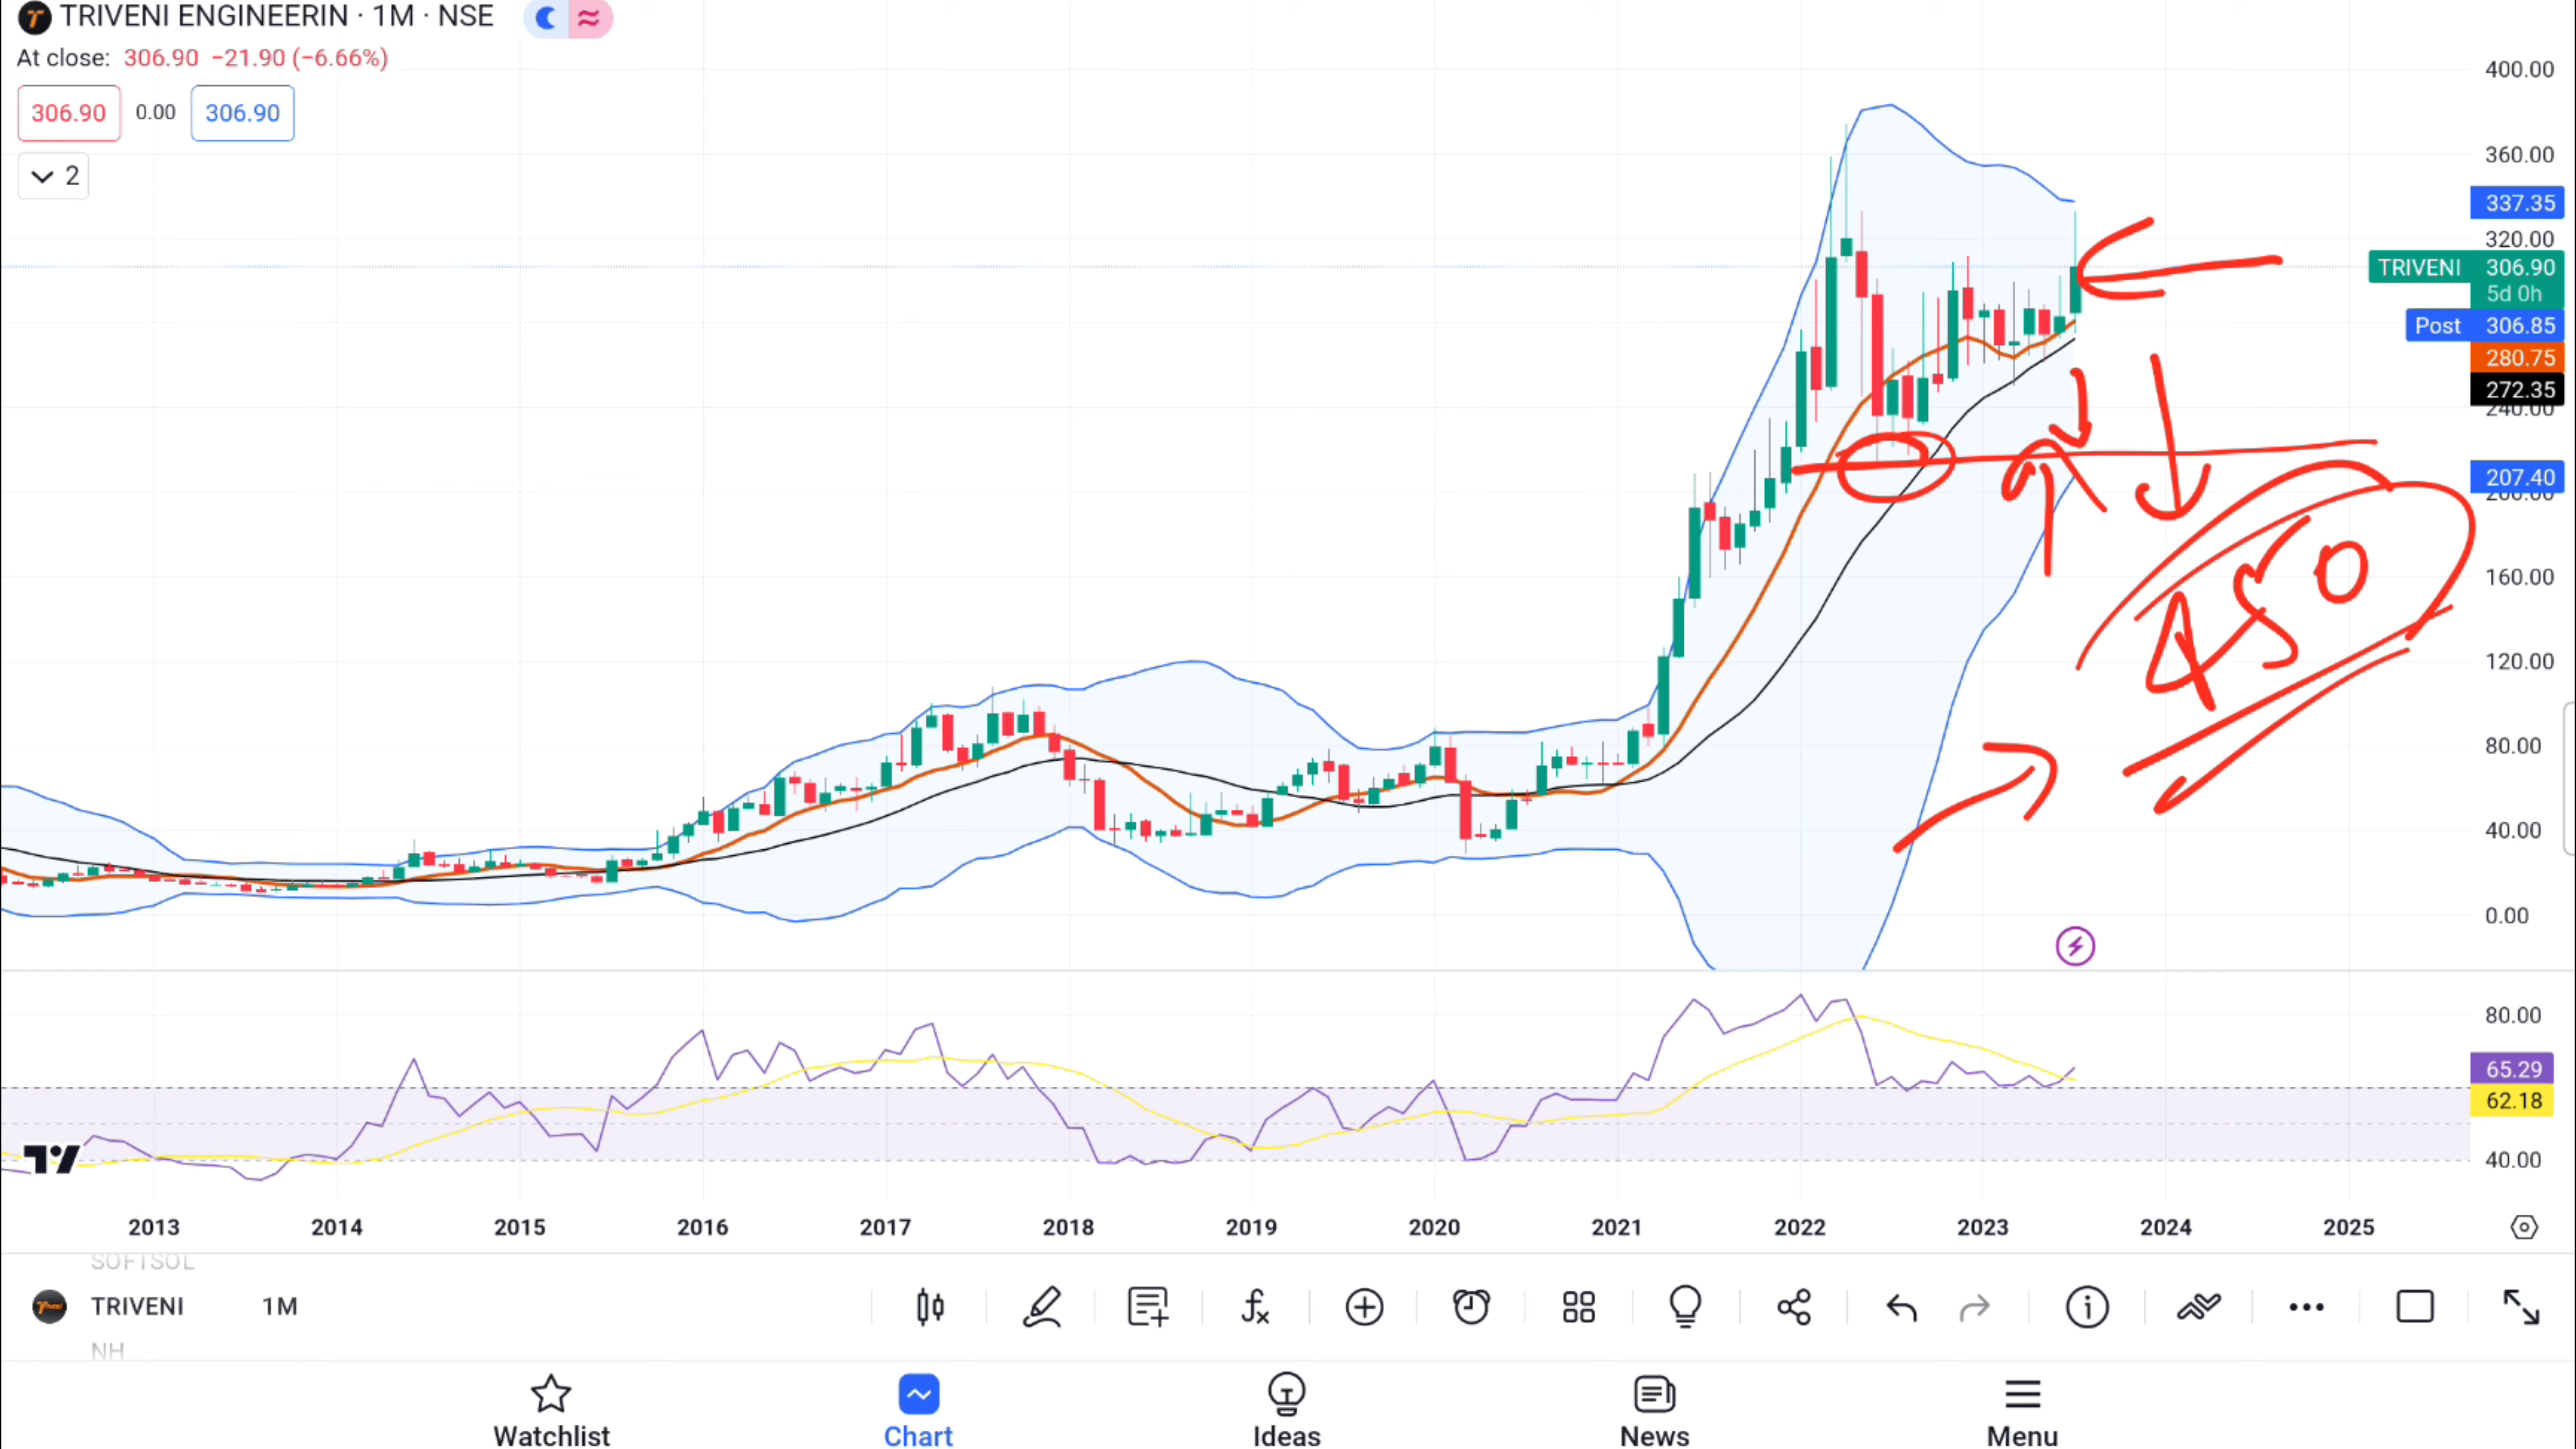 TRIVENI ENGINEERIN · 1M · NSE
At close: 306.90 −21.90 (−6.66%)
306.90 0.00 306.90
2
400.00
360.00
337.35
320.00
TRIVENI 306.90
5d 0h
Post 306.85
280.75
272.35
240.00
207.40
200.00
160.00
120.00
80.00
40.00
0.00
450
80.00
65.29
62.18
40.00
2013 2014 2015 2016 2017 2018 2019 2020 2021 2022 2023 2024 2025
SOFTSOL
TRIVENI 1M
NH
Watchlist Chart Ideas News Menu